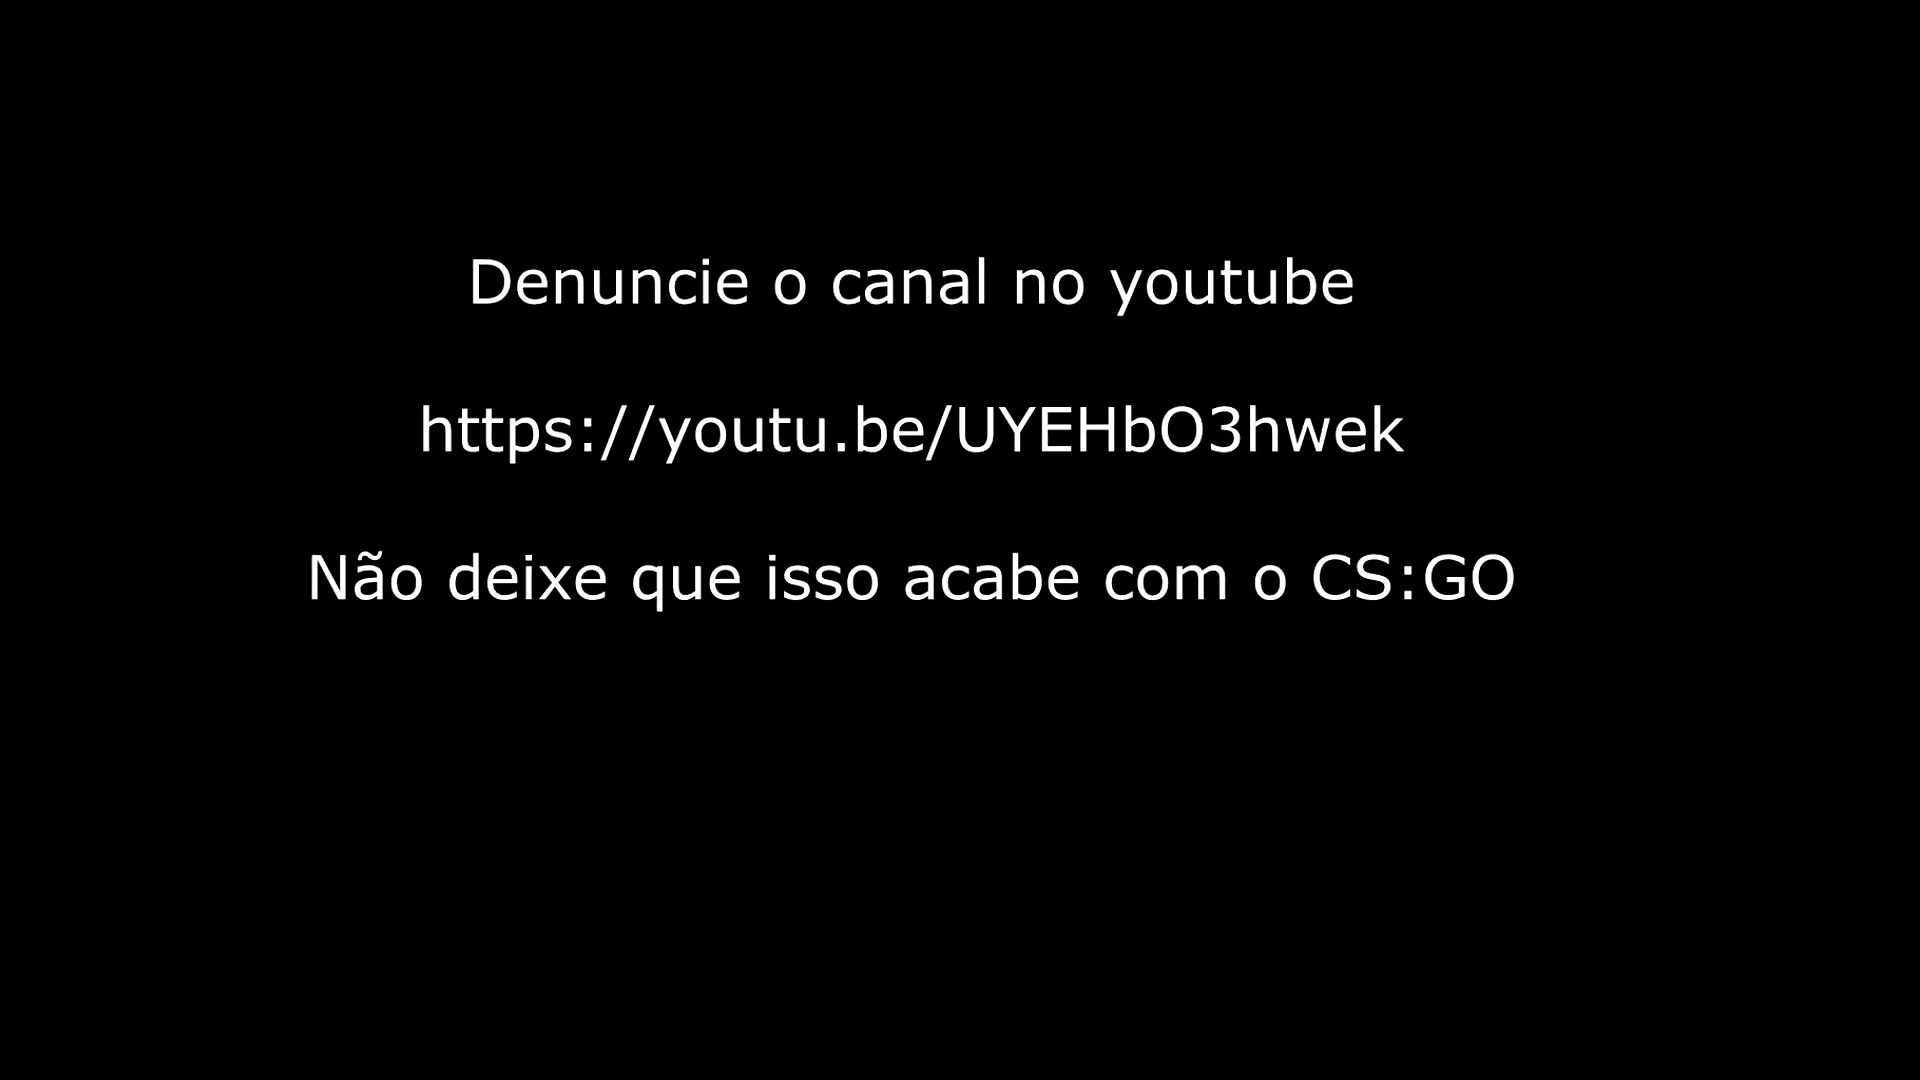 Denuncie o canal no youtube
https://youtu.be/UYEHbO3hwek
Não deixe que isso acabe com o CS:GO